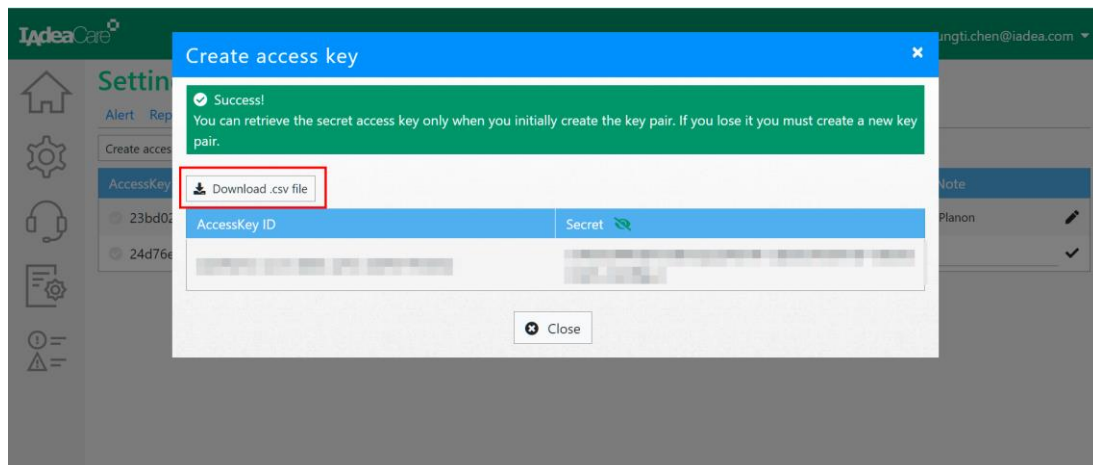 IAdeaCare
ungti.chen@iadea.com
Create access key
Settin
Success!
You can retrieve the secret access key only when you initially create the key pair. If you lose it you must create a new key
pair.
Alert Rep
Create acces
Download .csv file
AccessKey
Note
AccessKey ID Secret
23bd02
Planon
24d76e
Close